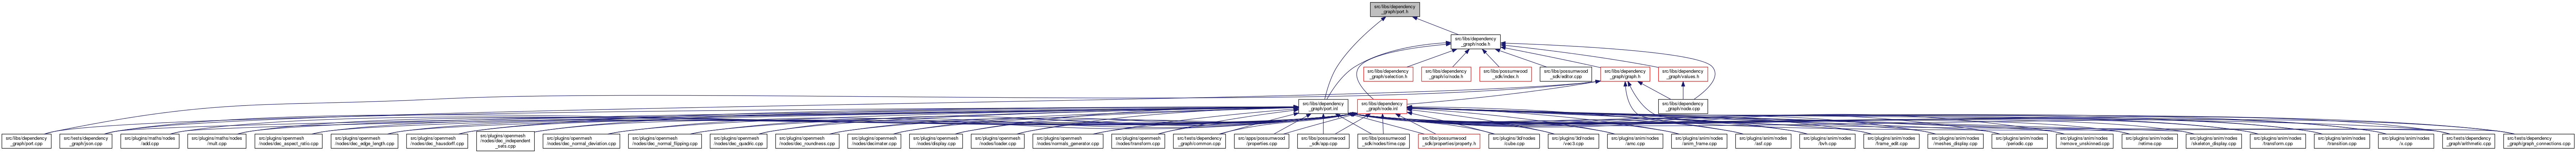 src/libs/dependency
_graph/port.h
src/libs/dependency
_graph/node.h
src/libs/dependency
_graph/selection.h
src/libs/dependency
_graph/io/node.h
src/libs/possumwood
_sdk/index.h
src/libs/possumwood
_sdk/editor.cpp
src/libs/dependency
_graph/graph.h
src/libs/dependency
_graph/values.h
src/libs/dependency
_graph/port.inl
src/libs/dependency
_graph/node.inl
src/libs/dependency
_graph/node.cpp
src/libs/dependency
_graph/port.cpp
src/tests/dependency
_graph/json.cpp
src/plugins/maths/nodes
/add.cpp
src/plugins/maths/nodes
/mult.cpp
src/plugins/openmesh
/nodes/dec_aspect_ratio.cpp
src/plugins/openmesh
/nodes/dec_edge_length.cpp
src/plugins/openmesh
/nodes/dec_hausdorff.cpp
src/plugins/openmesh
/nodes/dec_independent
_sets.cpp
src/plugins/openmesh
/nodes/dec_normal_deviation.cpp
src/plugins/openmesh
/nodes/dec_normal_flipping.cpp
src/plugins/openmesh
/nodes/dec_quadric.cpp
src/plugins/openmesh
/nodes/dec_roundness.cpp
src/plugins/openmesh
/nodes/decimater.cpp
src/plugins/openmesh
/nodes/display.cpp
src/plugins/openmesh
/nodes/loader.cpp
src/plugins/openmesh
/nodes/normals_generator.cpp
src/plugins/openmesh
/nodes/transform.cpp
src/tests/dependency
_graph/common.cpp
src/apps/possumwood
/properties.cpp
src/libs/possumwood
_sdk/app.cpp
src/libs/possumwood
_sdk/nodes/time.cpp
src/libs/possumwood
_sdk/properties/property.h
src/plugins/3d/nodes
/cube.cpp
src/plugins/3d/nodes
/vec3.cpp
src/plugins/anim/nodes
/amc.cpp
src/plugins/anim/nodes
/anim_frame.cpp
src/plugins/anim/nodes
/asf.cpp
src/plugins/anim/nodes
/bvh.cpp
src/plugins/anim/nodes
/frame_edit.cpp
src/plugins/anim/nodes
/meshes_display.cpp
src/plugins/anim/nodes
/periodic.cpp
src/plugins/anim/nodes
/remove_unskinned.cpp
src/plugins/anim/nodes
/retime.cpp
src/plugins/anim/nodes
/skeleton_display.cpp
src/plugins/anim/nodes
/transform.cpp
src/plugins/anim/nodes
/transition.cpp
src/plugins/anim/nodes
/x.cpp
src/tests/dependency
_graph/arithmetic.cpp
src/tests/dependency
_graph/graph_connections.cpp